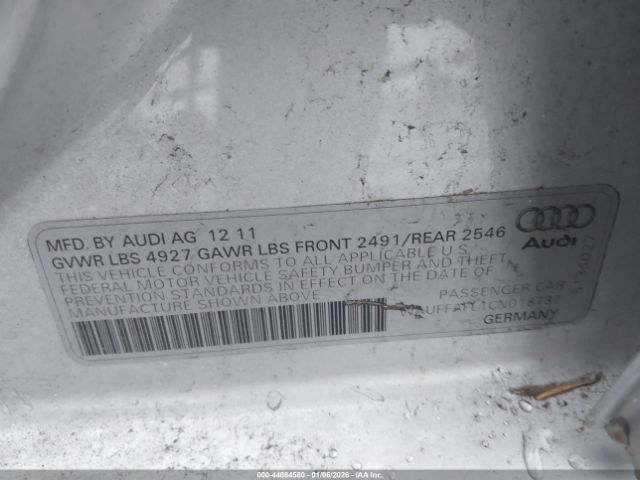 MFD. BY AUDI AG 12 11
GVWR LBS 4927 GAWR LBS FRONT 2491/REAR 2546
THIS VEHICLE CONFORMS TO ALL APPLICABLE U.S.
FEDERAL MOTOR VEHICLE SAFETY, BUMPER AND THEFT
PREVENTION STANDARDS IN EFFECT ON THE DATE OF
MANUFACTURE SHOWN ABOVE
PASSENGER CAR
GERMANY
Audi
000-44084580 - 01/06/2026 - 000-44084580